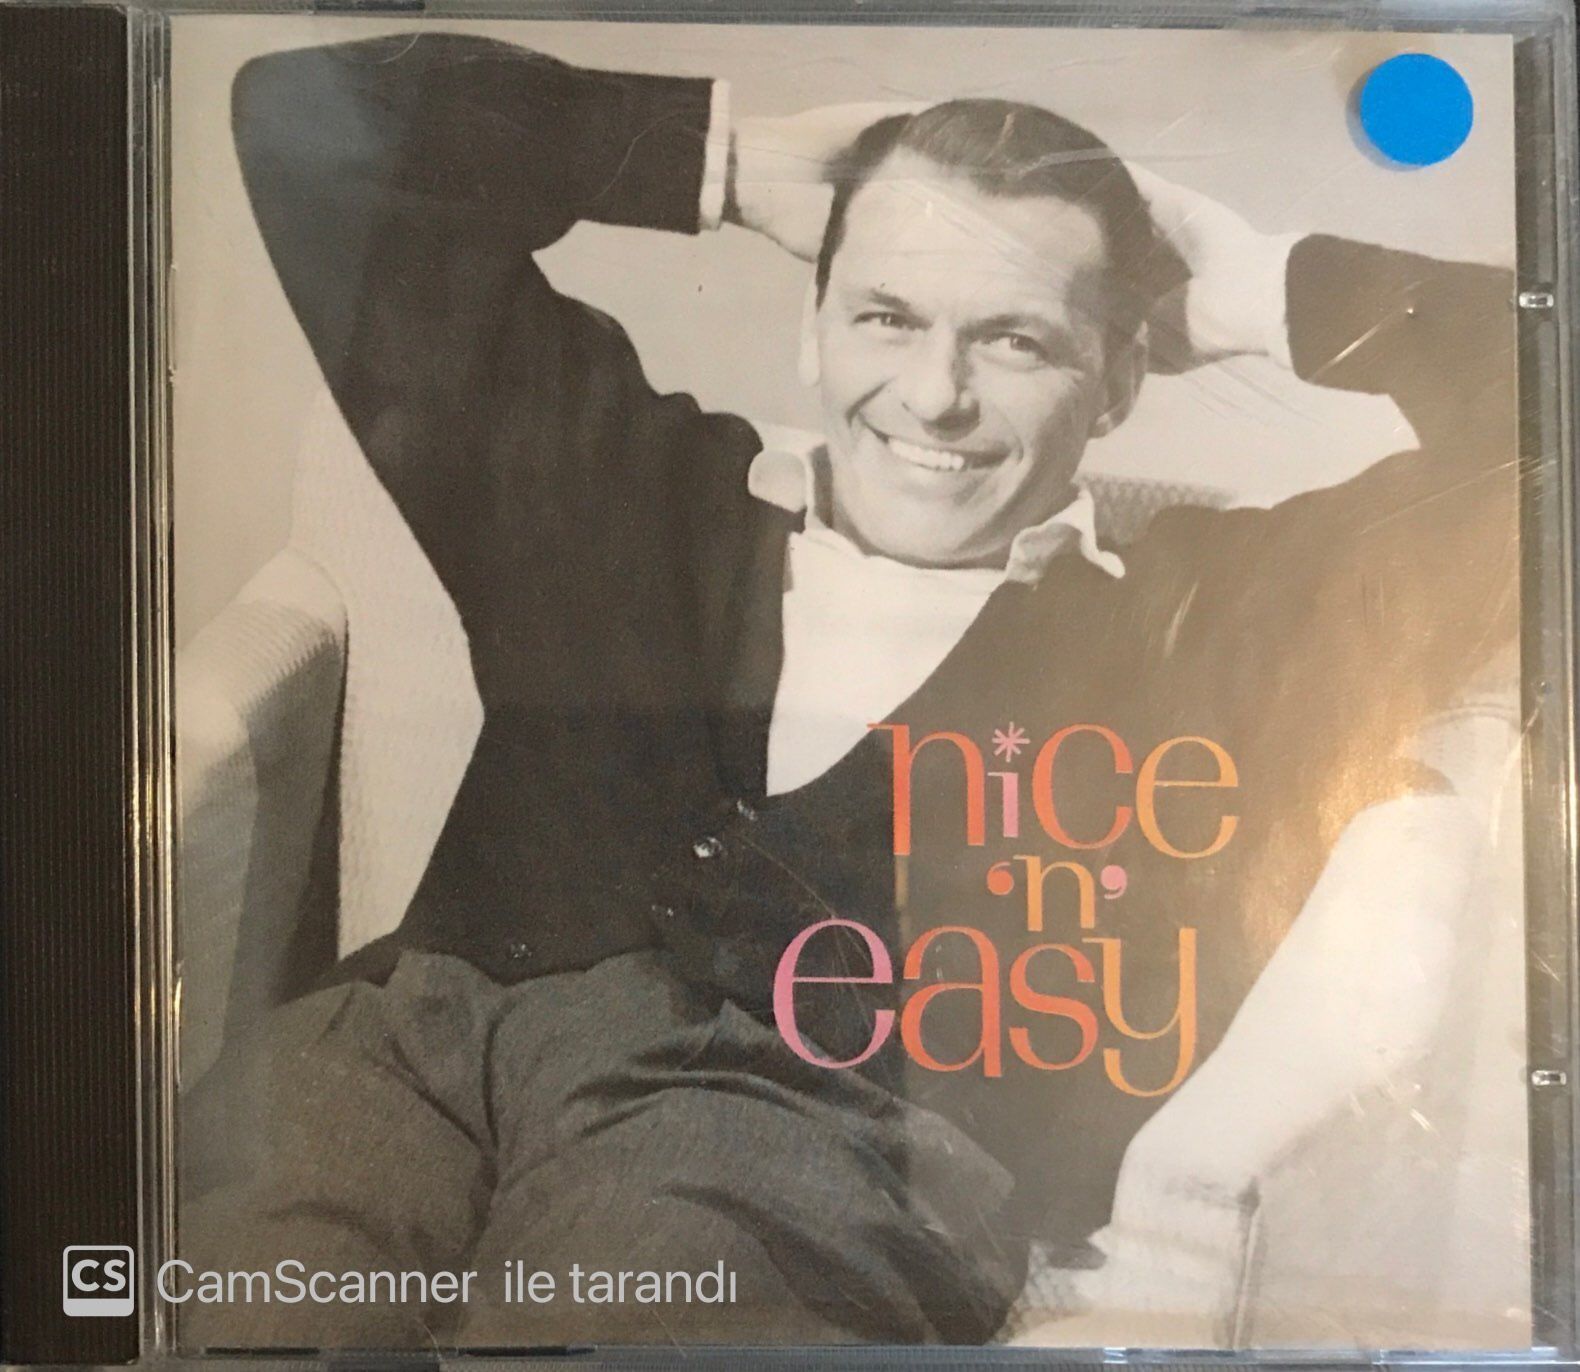 nice
‘n’
easy
CS CamScanner ile tarandı